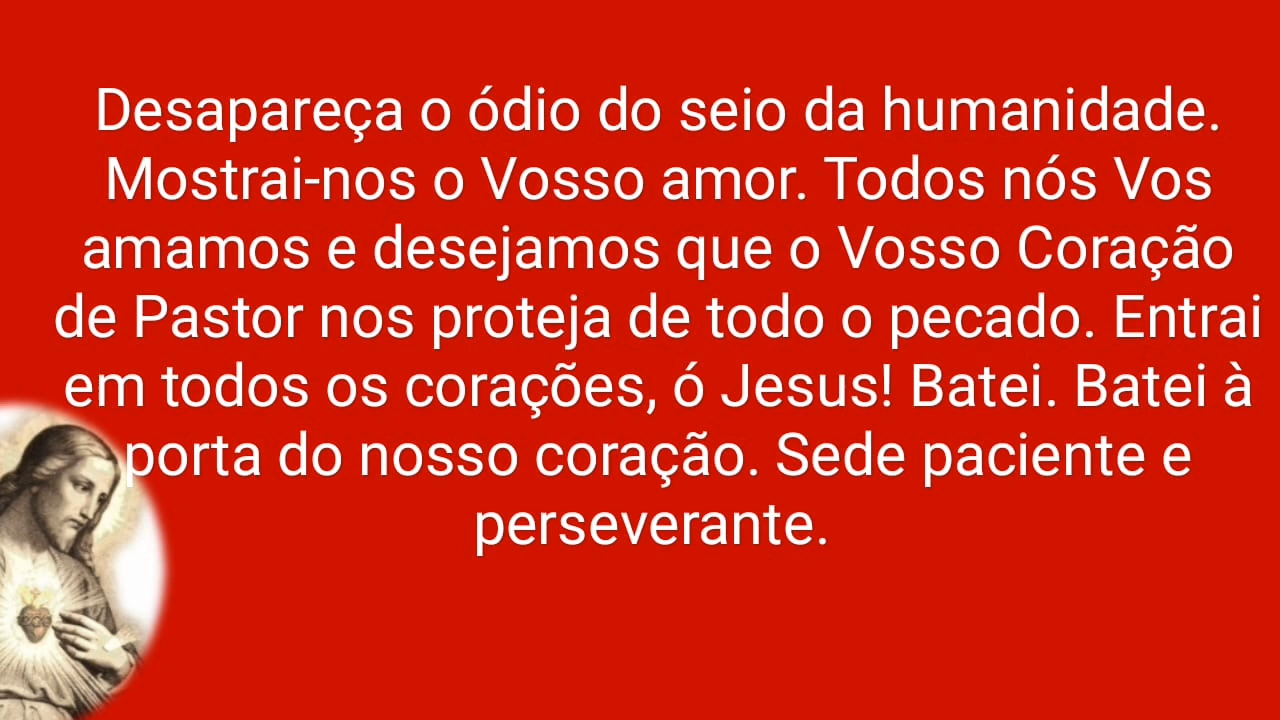 Desapareça o ódio do seio da humanidade.
Mostrai-nos o Vosso amor. Todos nós Vos
amamos e desejamos que o Vosso Coração
de Pastor nos proteja de todo o pecado. Entrai
em todos os corações, ó Jesus! Batei. Batei à
porta do nosso coração. Sede paciente e
perseverante.